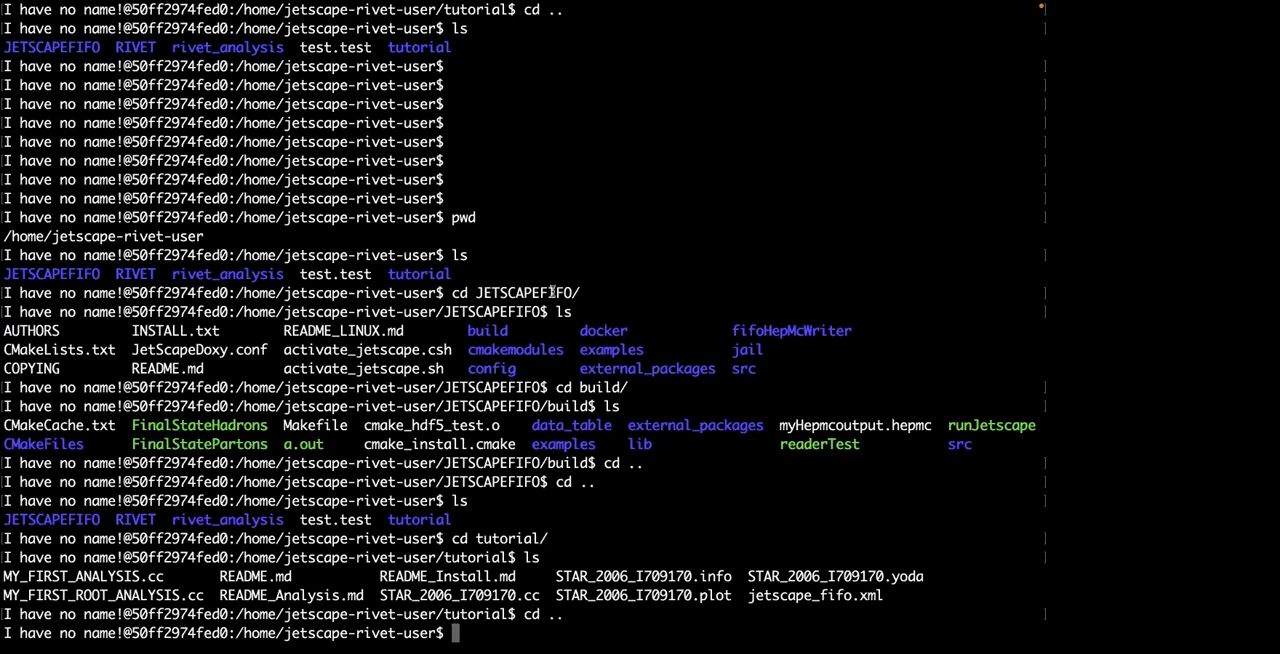 I have no name!@50ff2974fed0:/home/jetscape-rivet-user/tutorial$ cd ..
I have no name!@50ff2974fed0:/home/jetscape-rivet-user$ ls
JETSCAPEFIFO RIVET rivet_analysis test.test tutorial
I have no name!@50ff2974fed0:/home/jetscape-rivet-user$
I have no name!@50ff2974fed0:/home/jetscape-rivet-user$
I have no name!@50ff2974fed0:/home/jetscape-rivet-user$
I have no name!@50ff2974fed0:/home/jetscape-rivet-user$
I have no name!@50ff2974fed0:/home/jetscape-rivet-user$
I have no name!@50ff2974fed0:/home/jetscape-rivet-user$
I have no name!@50ff2974fed0:/home/jetscape-rivet-user$
I have no name!@50ff2974fed0:/home/jetscape-rivet-user$
I have no name!@50ff2974fed0:/home/jetscape-rivet-user$ pwd
/home/jetscape-rivet-user
I have no name!@50ff2974fed0:/home/jetscape-rivet-user$ ls
JETSCAPEFIFO RIVET rivet_analysis test.test tutorial
I have no name!@50ff2974fed0:/home/jetscape-rivet-user$ cd JETSCAPEFIFO/
I have no name!@50ff2974fed0:/home/jetscape-rivet-user/JETSCAPEFIFO$ ls
AUTHORS INSTALL.txt README_LINUX.md build docker fifoHepMcWriter
CMakeLists.txt JetScapeDoxy.conf activate_jetscape.csh cmakemodules examples jail
COPYING README.md activate_jetscape.sh config external_packages src
I have no name!@50ff2974fed0:/home/jetscape-rivet-user/JETSCAPEFIFO$ cd build/
I have no name!@50ff2974fed0:/home/jetscape-rivet-user/JETSCAPEFIFO/build$ ls
CMakeCache.txt FinalStateHadrons Makefile cmake_hdf5_test.o data_table external_packages myHepmcoutput.hepmc runJetscape
CMakeFiles FinalStatePartons a.out cmake_install.cmake examples lib readerTest src
I have no name!@50ff2974fed0:/home/jetscape-rivet-user/JETSCAPEFIFO/build$ cd ..
I have no name!@50ff2974fed0:/home/jetscape-rivet-user/JETSCAPEFIFO$ cd ..
I have no name!@50ff2974fed0:/home/jetscape-rivet-user$ ls
JETSCAPEFIFO RIVET rivet_analysis test.test tutorial
I have no name!@50ff2974fed0:/home/jetscape-rivet-user$ cd tutorial/
I have no name!@50ff2974fed0:/home/jetscape-rivet-user/tutorial$ ls
MY_FIRST_ANALYSIS.cc README.md README_Install.md STAR_2006_I709170.info STAR_2006_I709170.yoda
MY_FIRST_ROOT_ANALYSIS.cc README_Analysis.md STAR_2006_I709170.cc STAR_2006_I709170.plot jetscape_fifo.xml
I have no name!@50ff2974fed0:/home/jetscape-rivet-user/tutorial$ cd ..
I have no name!@50ff2974fed0:/home/jetscape-rivet-user$